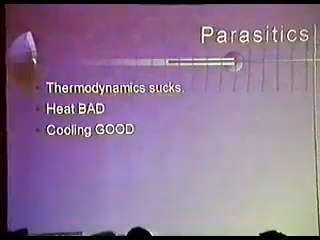 Parasitics
Thermodynamics sucks.
Heat BAD
Cooling GOOD